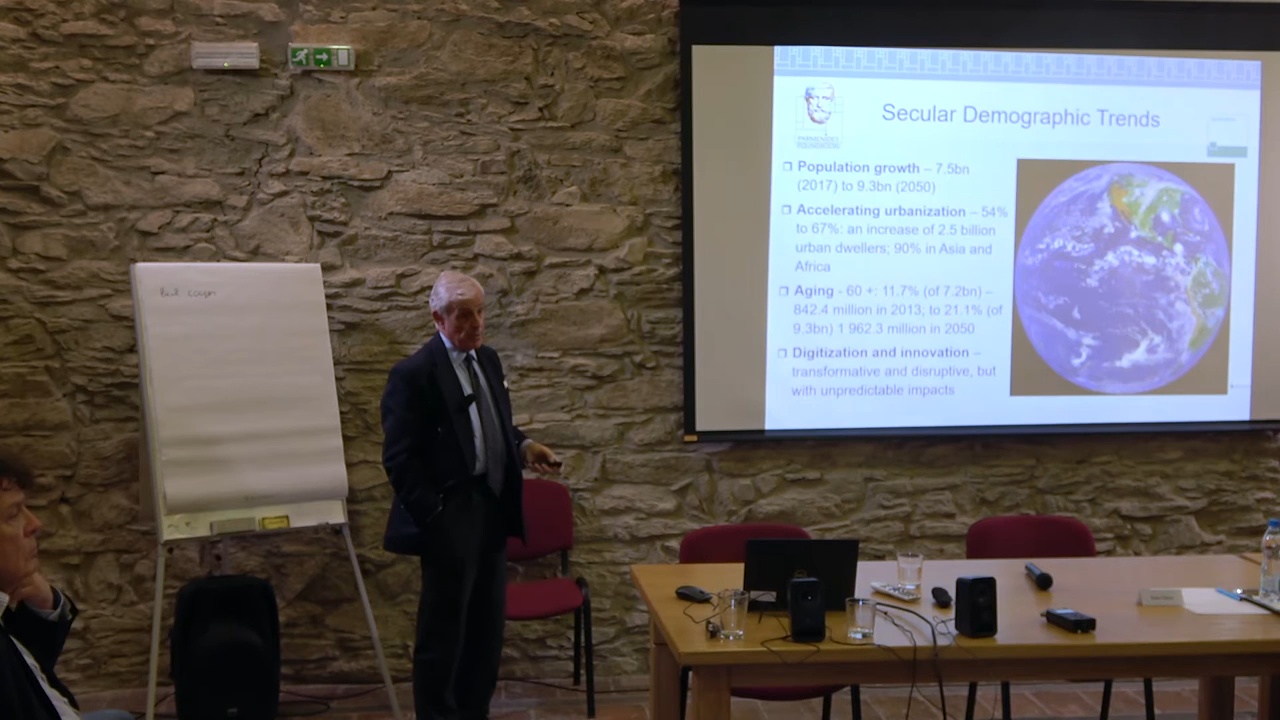 Secular Demographic Trends
FOUNDATION
❐ Population growth – 7.5bn
(2017) to 9.3bn (2050)
❐ Accelerating urbanization – 54%
to 67%: an increase of 2.5 billion
urban dwellers; 90% in Asia and
Africa
❐ Aging - 60 +: 11.7% (of 7.2bn) –
842.4 million in 2013; to 21.1% (of
9.3bn) 1 962.3 million in 2050
❐ Digitization and innovation –
transformative and disruptive, but
with unpredictable impacts